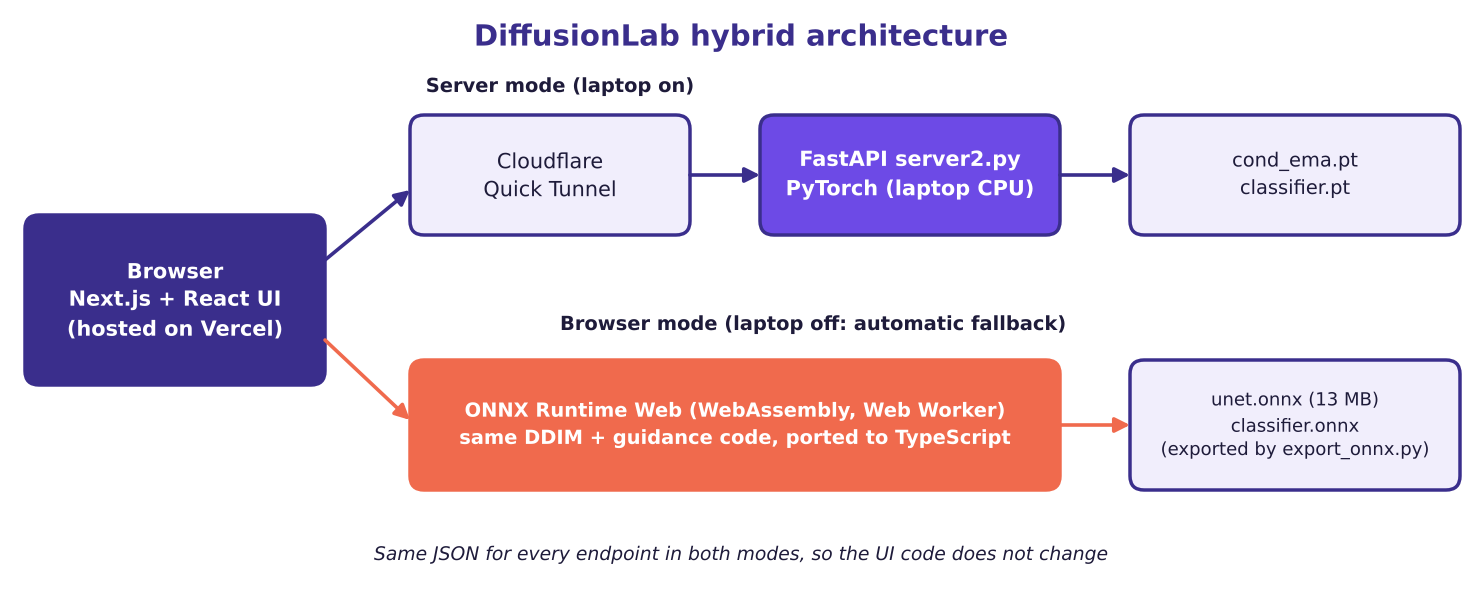 DiffusionLab hybrid architecture
Server mode (laptop on)
Cloudflare
Quick Tunnel
FastAPI server2.py
PyTorch (laptop CPU)
cond_ema.pt
classifier.pt
Browser
Next.js + React UI
(hosted on Vercel)
Browser mode (laptop off: automatic fallback)
ONNX Runtime Web (WebAssembly, Web Worker)
same DDIM + guidance code, ported to TypeScript
unet.onnx (13 MB)
classifier.onnx
(exported by export_onnx.py)
Same JSON for every endpoint in both modes, so the UI code does not change